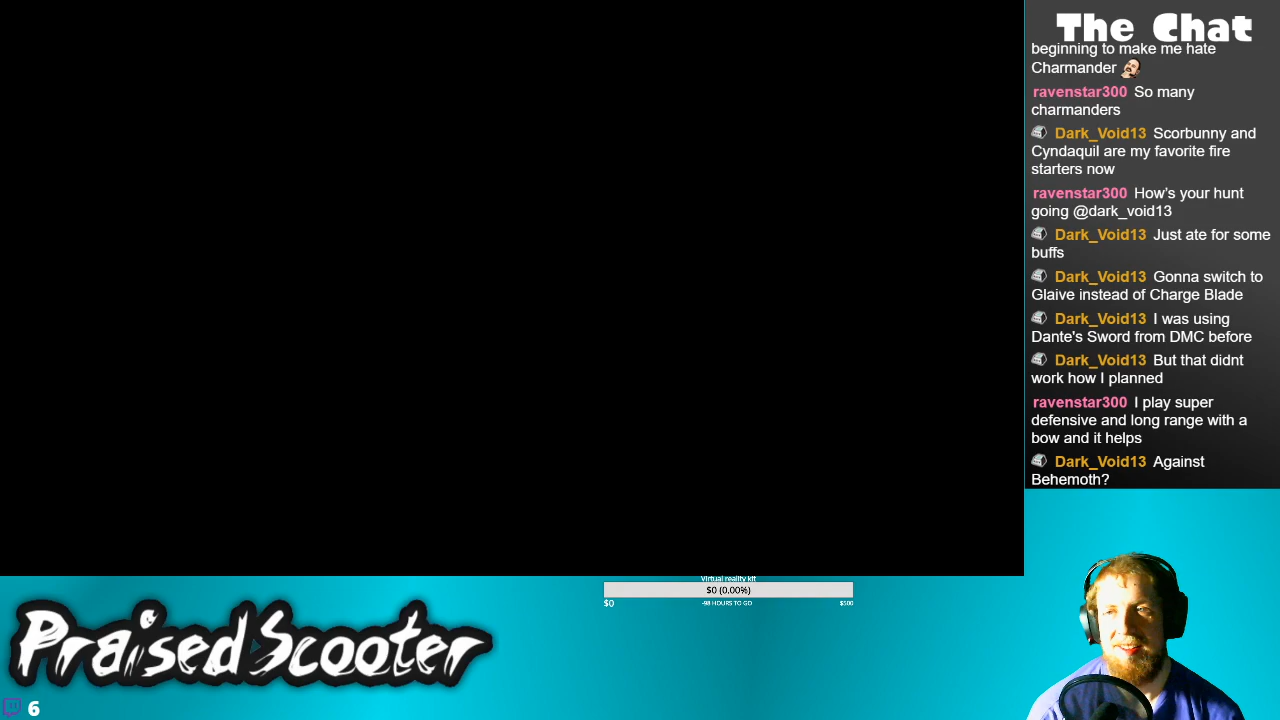 The Chat
beginning to make me hate
Charmander
ravenstar300 So many
charmanders
Dark_Void13 Scorbunny and
Cyndaquil are my favorite fire
starters now
ravenstar300 How's your hunt
going @dark_void13
Dark_Void13 Just ate for some
buffs
Dark_Void13 Gonna switch to
Glaive instead of Charge Blade
Dark_Void13 I was using
Dante's Sword from DMC before
Dark_Void13 But that didnt
work how I planned
ravenstar300 I play super
defensive and long range with a
bow and it helps
Dark_Void13 Against
Behemoth?
Virtual reality kit
$0 (0.00%)
$0 -98 HOURS TO GO $500
PraisedScooter
6